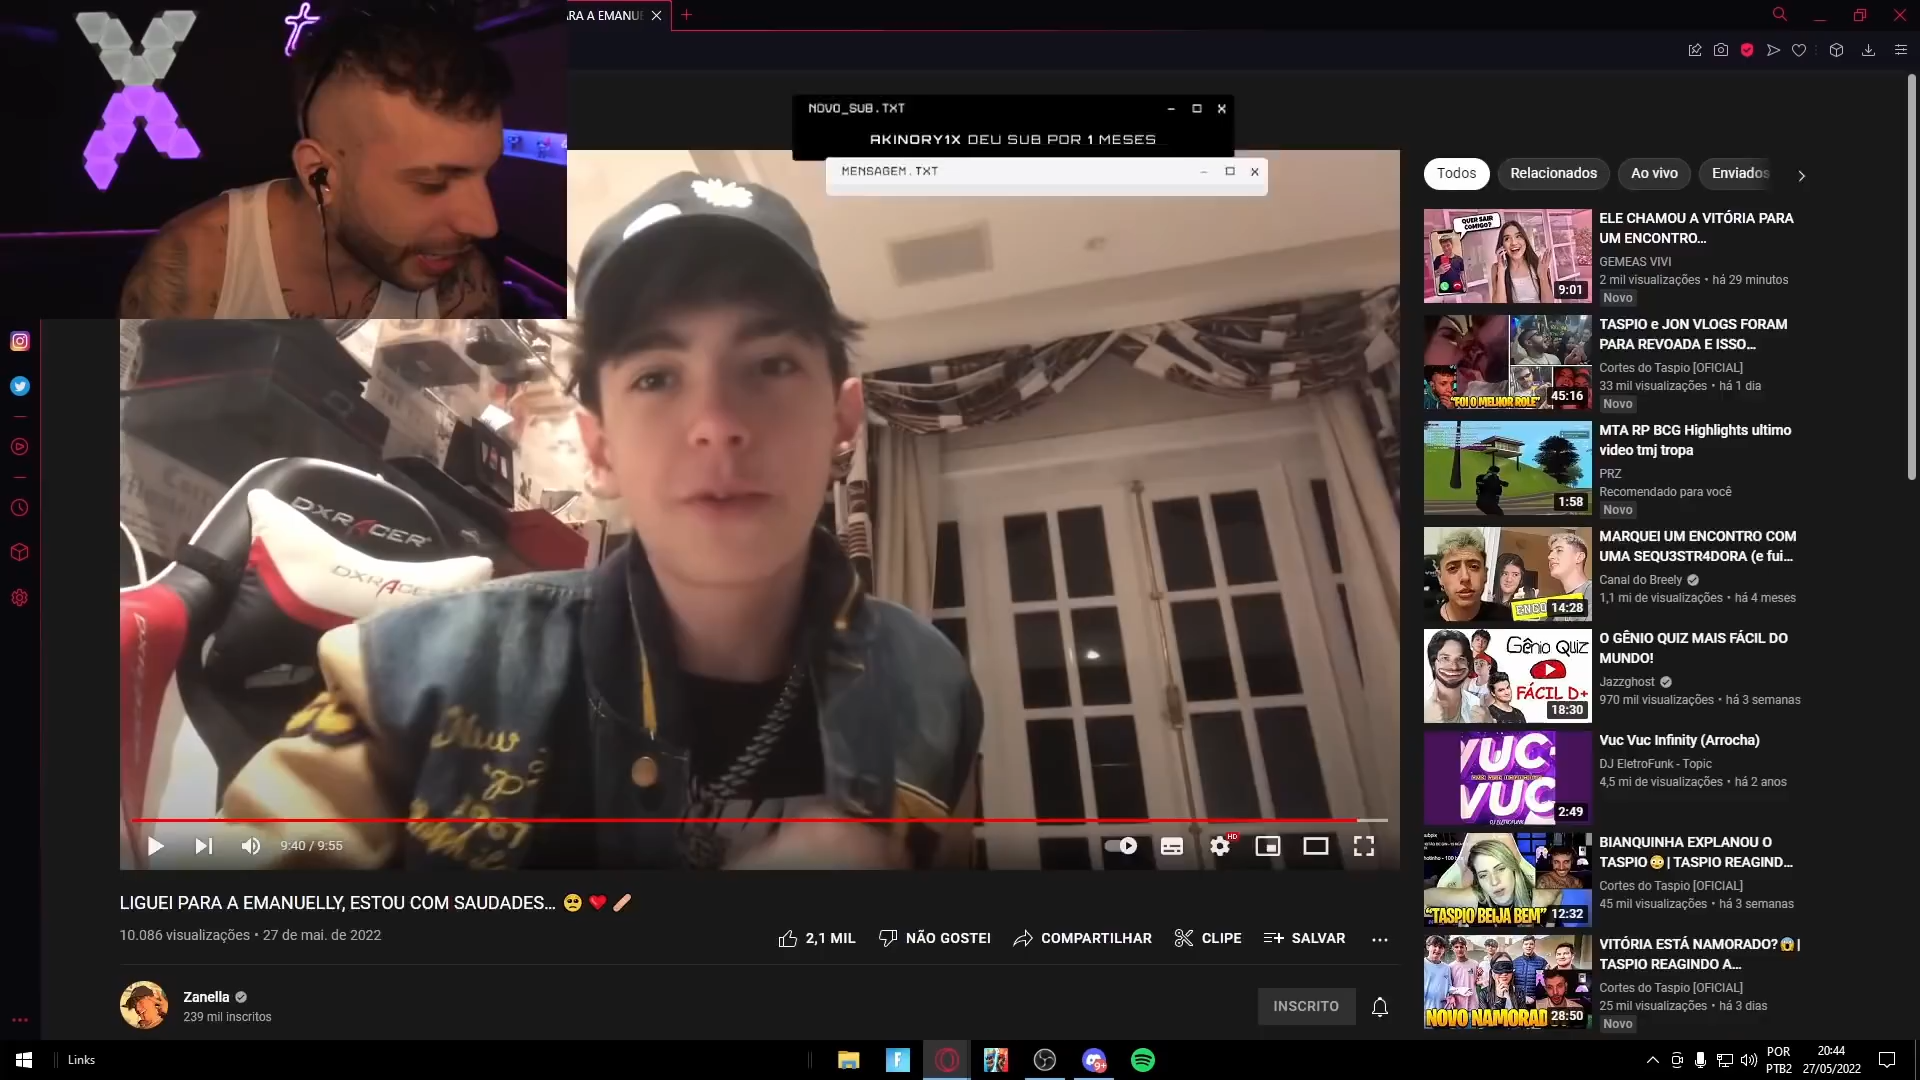 ARA A EMANUE
NOVO_SUB.TXT
AKINORY1X DEU SUB POR 1 MESES
MENSAGEM.TXT
DXRACER
DXRACER
New
9:40 / 9:55
HD
LIGUEI PARA A EMANUELLY, ESTOU COM SAUDADES... 🥺 ❤️ 🩹
10.086 visualizações • 27 de mai. de 2022
2,1 MIL
NÃO GOSTEI
COMPARTILHAR
CLIPE
SALVAR
Zanella
239 mil inscritos
INSCRITO
Todos
Relacionados
Ao vivo
Enviados
QUER SAIR
COMIGO?
9:01
ELE CHAMOU A VITÓRIA PARA
UM ENCONTRO...
GEMEAS VIVI
2 mil visualizações • há 29 minutos
Novo
"FOI O MELHOR ROLÊ"
45:16
TASPIO e JON VLOGS FORAM
PARA REVOADA E ISSO...
Cortes do Taspio [OFICIAL]
33 mil visualizações • há 1 dia
Novo
1:58
MTA RP BCG Highlights ultimo
video tmj tropa
PRZ
Recomendado para você
Novo
14:28
MARQUEI UM ENCONTRO COM
UMA SEQU3STR4DORA (e fui...
Canal do Breely
1,1 mi de visualizações • há 4 meses
Gênio Quiz
FÁCIL D+
18:30
O GÊNIO QUIZ MAIS FÁCIL DO
MUNDO!
Jazzghost
970 mil visualizações • há 3 semanas
VUC
VUC
2:49
Vuc Vuc Infinity (Arrocha)
DJ EletroFunk - Topic
4,5 mi de visualizações • há 2 anos
"TASPIO BEIJA BEM"
12:32
BIANQUINHA EXPLANOU O
TASPIO😳 | TASPIO REAGIND...
Cortes do Taspio [OFICIAL]
45 mil visualizações • há 3 semanas
NOVO NAMORAD
28:50
VITÓRIA ESTÁ NAMORADO?😱 |
TASPIO REAGINDO A...
Cortes do Taspio [OFICIAL]
25 mil visualizações • há 3 dias
Novo
Links
POR
PTB2
20:44
27/05/2022